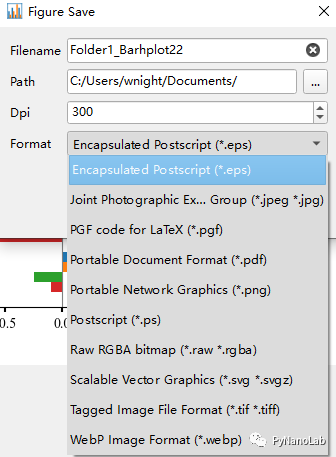 Figure Save
Filename Folder1_Barhplot22
Path C:/Users/wnight/Documents/ ...
Dpi 300
Format Encapsulated Postscript (*.eps)
Encapsulated Postscript (*.eps)
Joint Photographic Ex... Group (*.jpeg *.jpg)
PGF code for LaTeX (*.pgf)
Portable Document Format (*.pdf)
Portable Network Graphics (*.png)
Postscript (*.ps)
Raw RGBA bitmap (*.raw *.rgba)
Scalable Vector Graphics (*.svg *.svgz)
Tagged Image File Format (*.tif *.tiff)
WebP Image Format (*.webp)
PyNanoLab
0.5 0.0